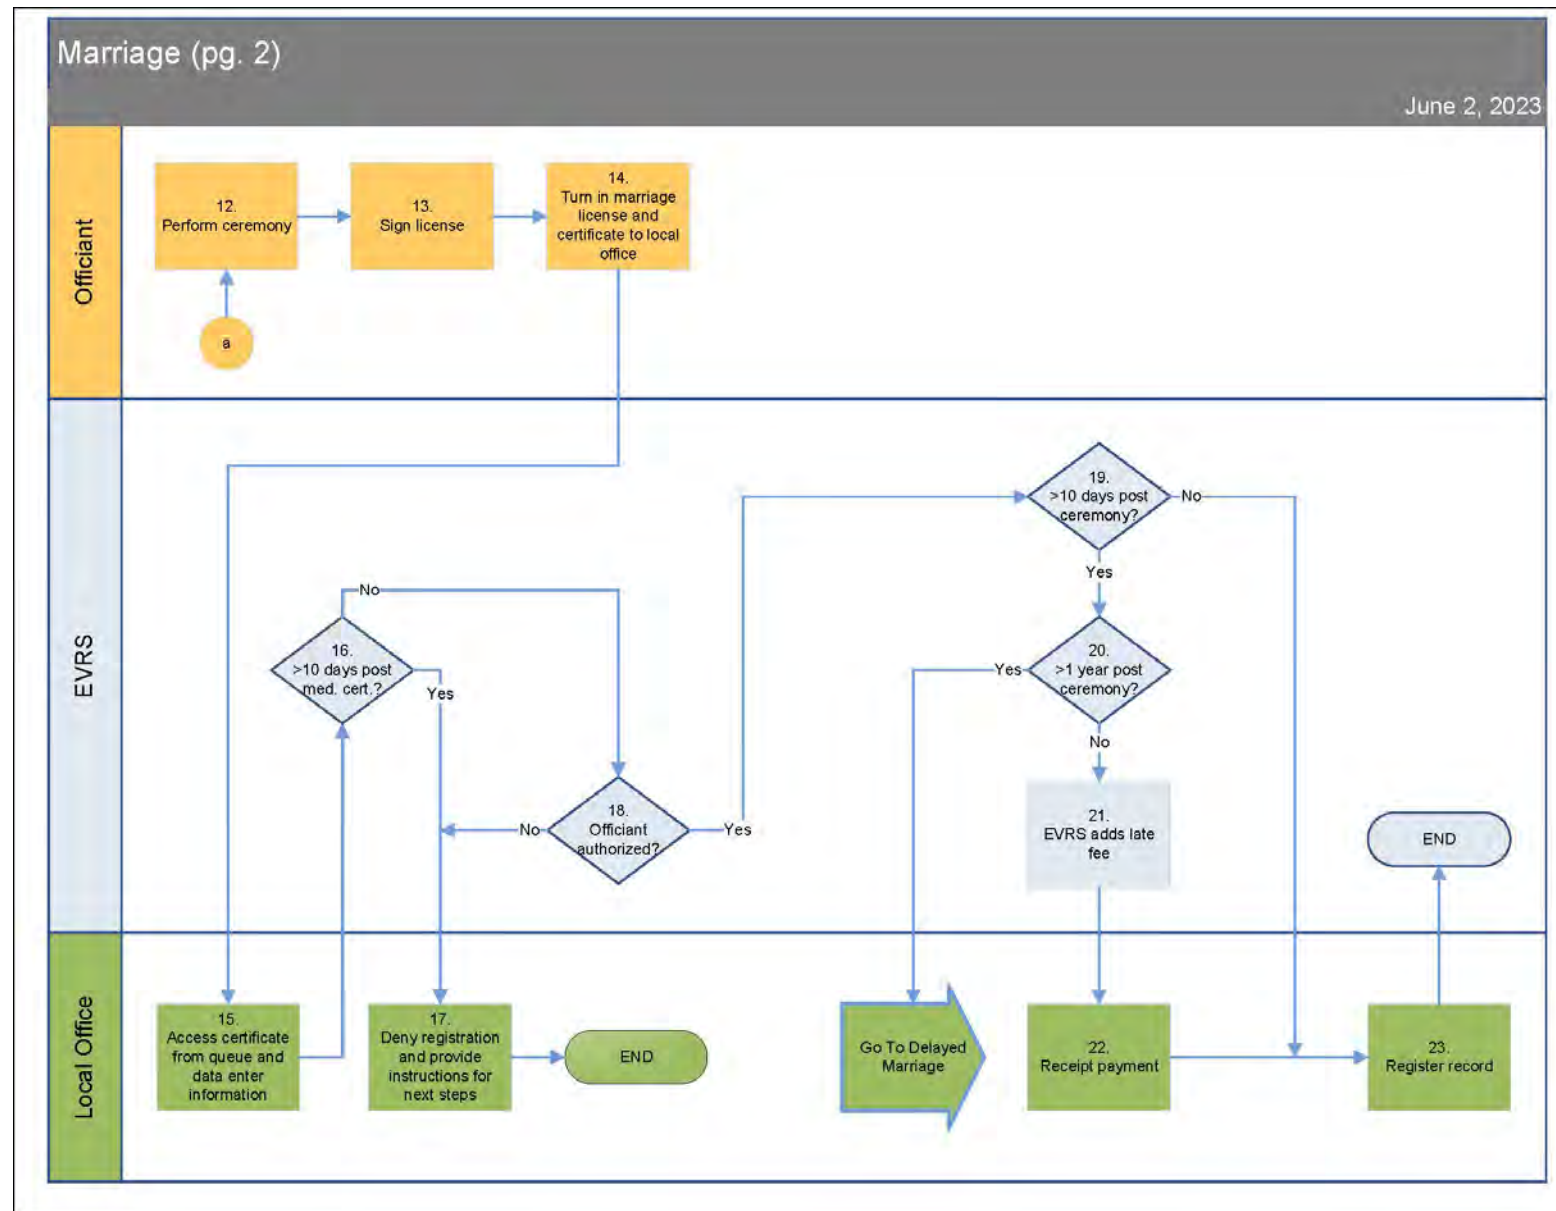 Marriage (pg. 2)
June 2, 2023
Officiant
12.
Perform ceremony
13.
Sign license
14.
Turn in marriage
license and
certificate to local
office
a
EVRS
16.
>10 days post
med. cert.?
No
Yes
18.
Officiant
authorized?
No
Yes
19.
>10 days post
ceremony?
No
Yes
20.
>1 year post
ceremony?
Yes
No
21.
EVRS adds late
fee
END
Local Office
15.
Access certificate
from queue and
data enter
information
17.
Deny registration
and provide
instructions for
next steps
END
Go To Delayed
Marriage
22.
Receipt payment
23.
Register record